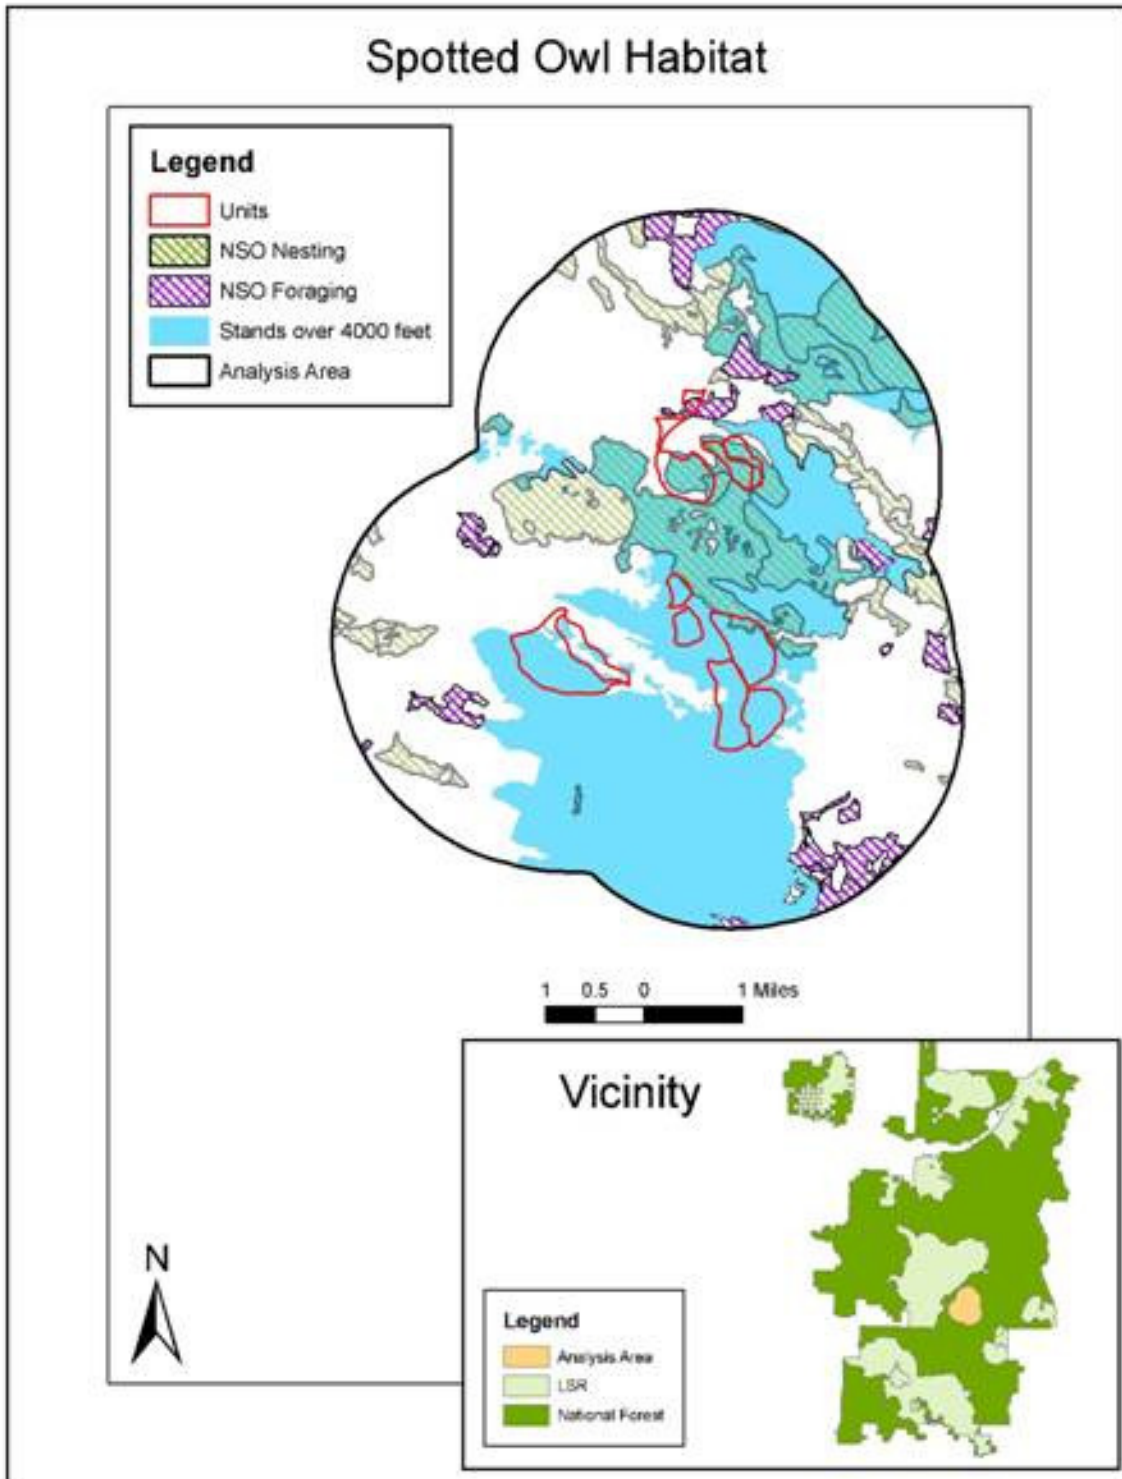 Spotted Owl Habitat
Legend
Units
NSO Nesting
NSO Foraging
Stands over 4000 feet
Analysis Area
1 0.5 0 1 Miles
Vicinity
N
Legend
Analysis Area
LSR
National Forest